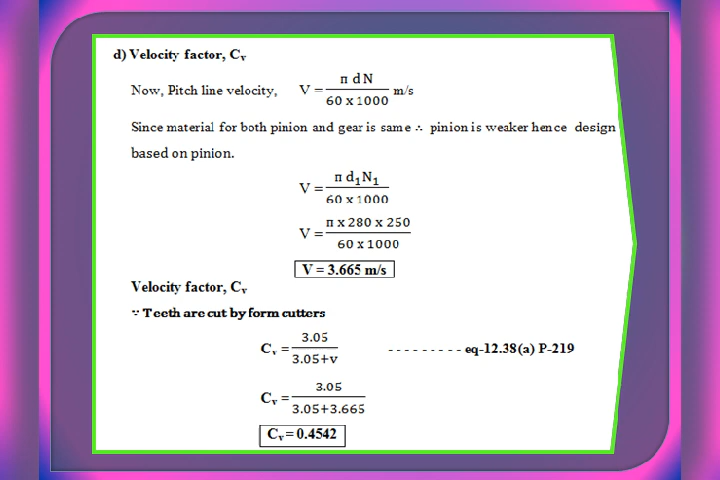 d) Velocity factor, Cv
Now, Pitch line velocity, V = π d N / 60 x 1000 m/s
Since material for both pinion and gear is same ∴ pinion is weaker hence design
based on pinion.
V = π d1N1 / 60 x 1000
V = π x 280 x 250 / 60 x 1000
V = 3.665 m/s
Velocity factor, Cv
∵ Teeth are cut by form cutters
Cv = 3.05 / 3.05+v - - - - - - - - - eq-12.38(a) P-219
Cv = 3.05 / 3.05+3.665
Cv = 0.4542